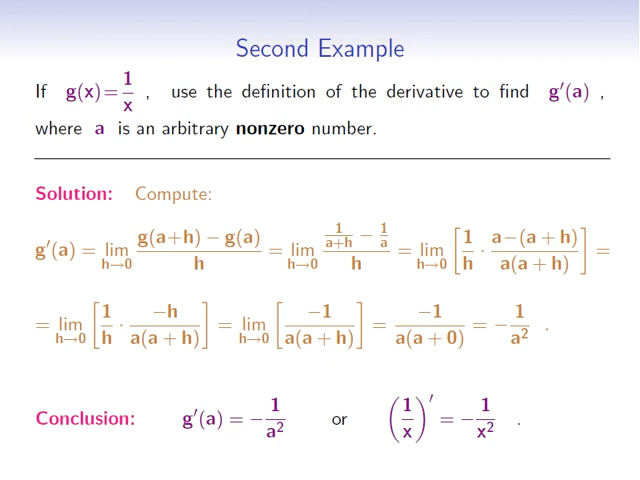 Second Example
If g(x) = 1/x , use the definition of the derivative to find g′(a) ,
where a is an arbitrary nonzero number.
Solution: Compute:
g′(a) = lim_{h→0} (g(a+h) − g(a))/h = lim_{h→0} (1/(a+h) − 1/a)/h = lim_{h→0} [1/h · (a−(a + h))/(a(a + h))] =
= lim_{h→0} [1/h · −h/(a(a + h))] = lim_{h→0} [−1/(a(a + h))] = −1/(a(a + 0)) = −1/a² .
Conclusion: g′(a) = −1/a² or (1/x)′ = −1/x² .